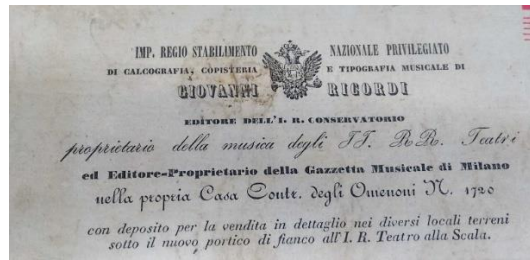 IMP. REGIO STABILIMENTO NAZIONALE PRIVILEGIATO
DI CALCOGRAFIA, COPISTERIA E TIPOGRAFIA MUSICALE DI
GIOVANNI RICORDI
EDITORE DELL'I. R. CONSERVATORIO
proprietario della musica degli II. RR. Teatri
ed Editore-Proprietario della Gazzetta Musicale di Milano
nella propria Casa Contr. degli Omenoni N. 1720
con deposito per la vendita in dettaglio nei diversi locali terreni
sotto il nuovo portico di fianco all'I. R. Teatro alla Scala.